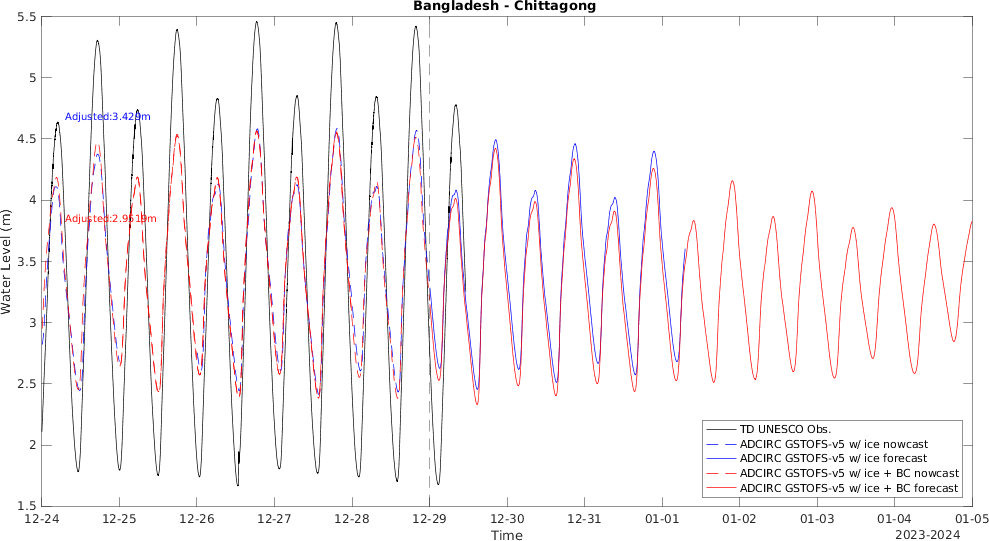 Bangladesh - Chittagong
5.5
5
4.5
4
3.5
3
2.5
2
1.5
Water Level (m)
Adjusted:3.429m
Adjusted:2.9519m
TD UNESCO Obs.
ADCIRC GSTOFS-v5 w/ ice nowcast
ADCIRC GSTOFS-v5 w/ ice forecast
ADCIRC GSTOFS-v5 w/ ice + BC nowcast
ADCIRC GSTOFS-v5 w/ ice + BC forecast
12-24 12-25 12-26 12-27 12-28 12-29 12-30 12-31 01-01 01-02 01-03 01-04 01-05
Time
2023-2024